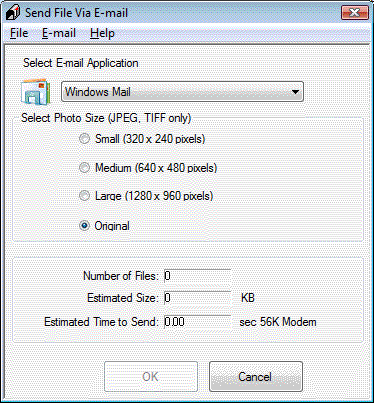 Send File Via E-mail
File E-mail Help
Select E-mail Application
Windows Mail
Select Photo Size (JPEG, TIFF only)
Small (320 x 240 pixels)
Medium (640 x 480 pixels)
Large (1280 x 960 pixels)
Original
Number of Files: 0
Estimated Size: 0 KB
Estimated Time to Send: 0.00 sec 56K Modem
OK Cancel